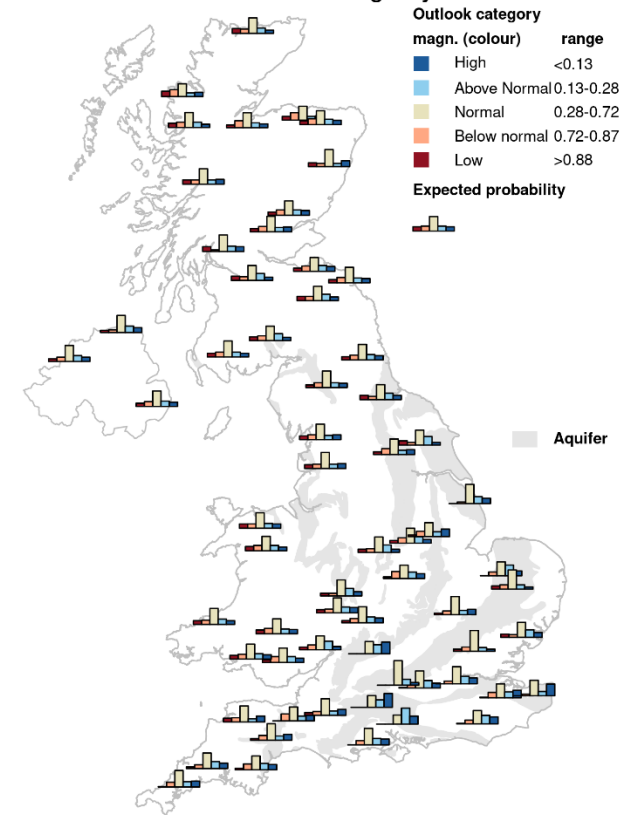 Outlook category
magn. (colour) range
High <0.13
Above Normal 0.13-0.28
Normal 0.28-0.72
Below normal 0.72-0.87
Low >0.88
Expected probability
Aquifer